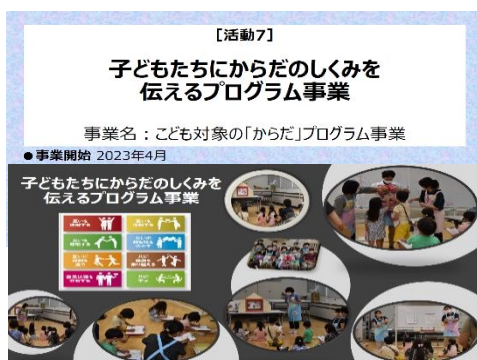 [活動7]
子どもたちにからだのしくみを
伝えるプログラム事業
事業名：こども対象の「からだ」プログラム事業
●事業開始 2023年4月
子どもたちにからだのしくみを
伝えるプログラム事業